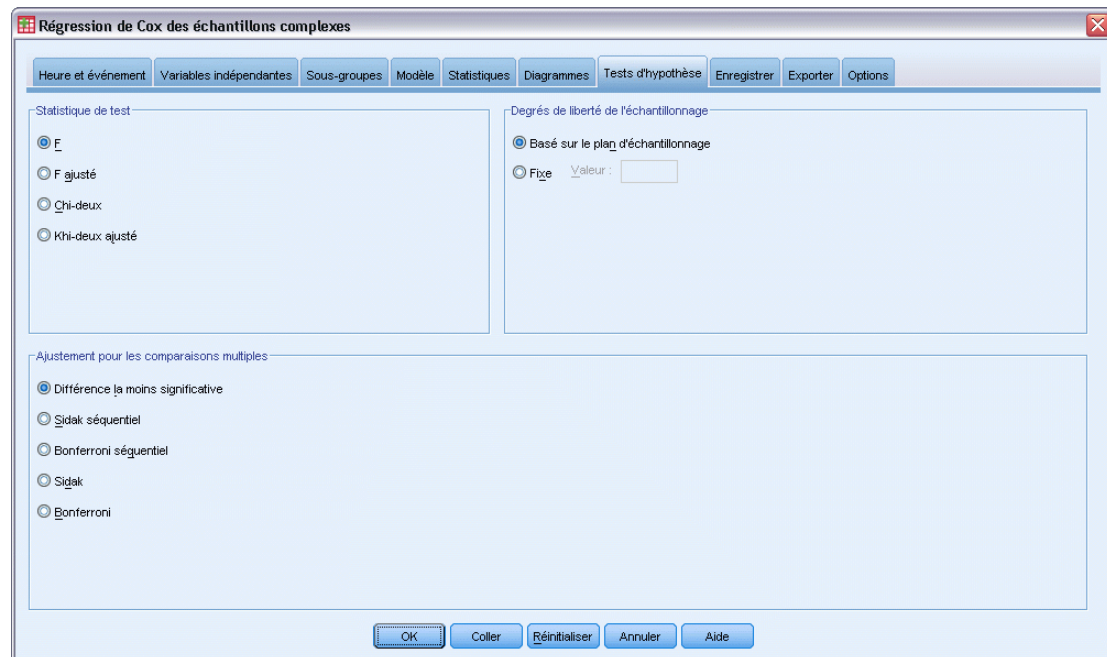 Régression de Cox des échantillons complexes
Heure et événement Variables indépendantes Sous-groupes Modèle Statistiques Diagrammes Tests d'hypothèse Enregistrer Exporter Options
Statistique de test
F
F ajusté
Chi-deux
Khi-deux ajusté
Degrés de liberté de l'échantillonnage
Basé sur le plan d'échantillonnage
Fixe Valeur :
Ajustement pour les comparaisons multiples
Différence la moins significative
Sidak séquentiel
Bonferroni séquentiel
Sidak
Bonferroni
OK Coller Réinitialiser Annuler Aide